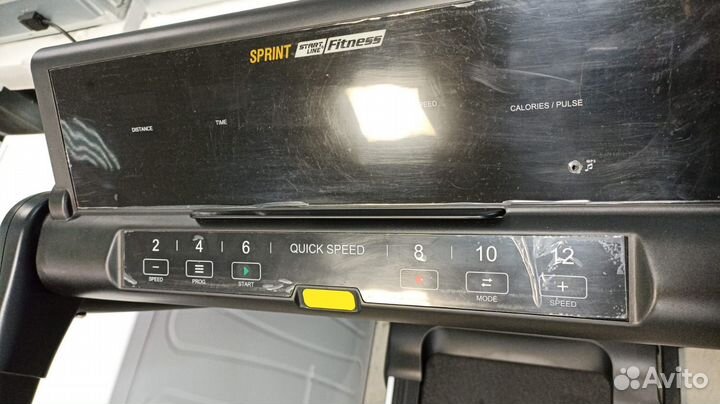 SPRINT START LINE Fitness
CALORIES / PULSE
DISTANCE TIME
MP3
2 4 6 QUICK SPEED 8 10 12
SPEED PROG. START MODE SPEED
Avito